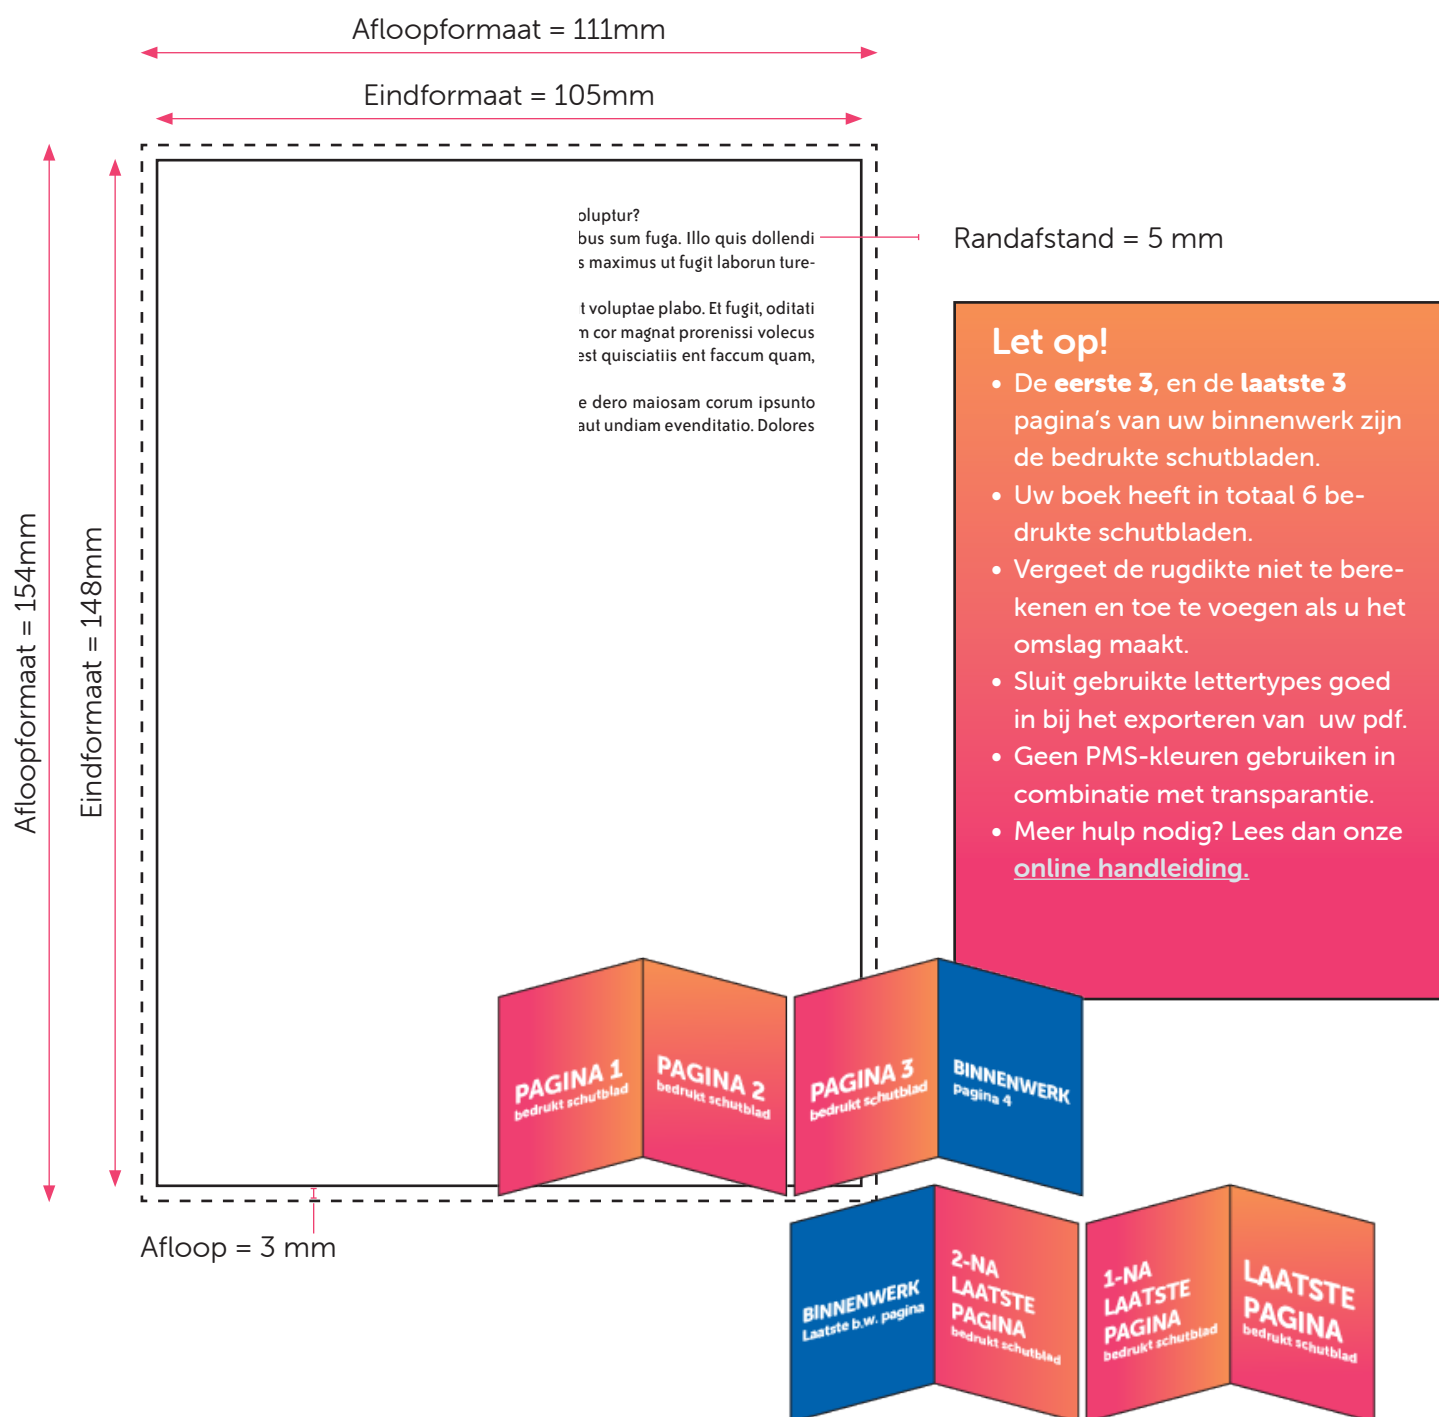 Afloopformaat = 111mm
Eindformaat = 105mm
Afloopformaat = 154mm
Eindformaat = 148mm
oluptur?
bus sum fuga. Illo quis dollendi
s maximus ut fugit laborun ture-
t voluptae plabo. Et fugit, oditati
m cor magnat prorenissi volecus
est quisciatiis ent faccum quam,
e dero maiosam corum ipsunto
aut undiam evenditatio. Dolores
Randafstand = 5 mm
Let op!
• De eerste 3, en de laatste 3
pagina's van uw binnenwerk zijn
de bedrukte schutbladen.
• Uw boek heeft in totaal 6 be-
drukte schutbladen.
• Vergeet de rugdikte niet te bere-
kenen en toe te voegen als u het
omslag maakt.
• Sluit gebruikte lettertypes goed
in bij het exporteren van uw pdf.
• Geen PMS-kleuren gebruiken in
combinatie met transparantie.
• Meer hulp nodig? Lees dan onze
online handleiding.
PAGINA 1
bedrukt schutblad
PAGINA 2
bedrukt schutblad
PAGINA 3
bedrukt schutblad
BINNENWERK
pagina 4
Afloop = 3 mm
BINNENWERK
Laatste b.w. pagina
2-NA
LAATSTE
PAGINA
bedrukt schutblad
1-NA
LAATSTE
PAGINA
bedrukt schutblad
LAATSTE
PAGINA
bedrukt schutblad